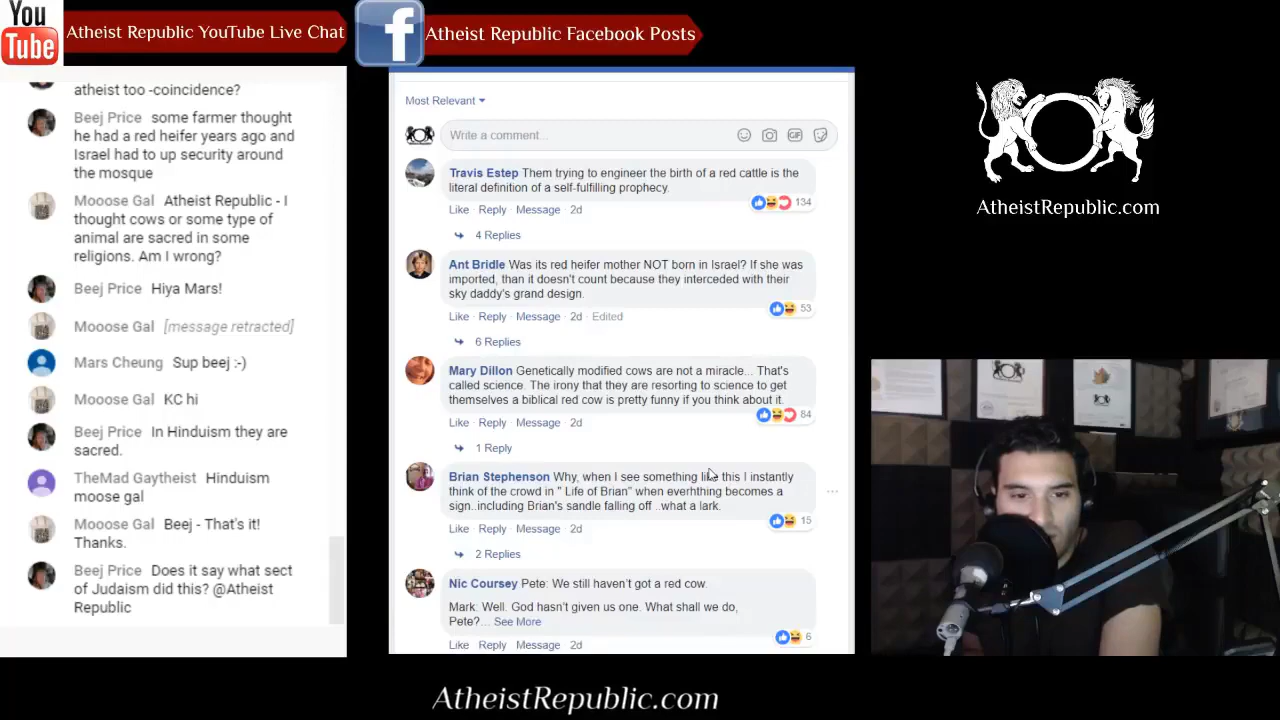 You
Tube
Atheist Republic YouTube Live Chat
f
Atheist Republic Facebook Posts
atheist too -coincidence?
Beej Price some farmer thought
he had a red heifer years ago and
Israel had to up security around
the mosque
Mooose Gal Atheist Republic - I
thought cows or some type of
animal are sacred in some
religions. Am I wrong?
Beej Price Hiya Mars!
Mooose Gal [message retracted]
Mars Cheung Sup beej :-)
Mooose Gal KC hi
Beej Price In Hinduism they are
sacred.
TheMad Gaytheist Hinduism
moose gal
Mooose Gal Beej - That's it!
Thanks.
Beej Price Does it say what sect
of Judaism did this? @Atheist
Republic
Most Relevant
Write a comment...
GIF
Travis Estep Them trying to engineer the birth of a red cattle is the
literal definition of a self-fulfilling prophecy.
134
Like · Reply · Message · 2d
4 Replies
Ant Bridle Was its red heifer mother NOT born in Israel? If she was
imported, than it doesn't count because they interceded with their
sky daddy's grand design.
53
Like · Reply · Message · 2d · Edited
6 Replies
Mary Dillon Genetically modified cows are not a miracle... That's
called science. The irony that they are resorting to science to get
themselves a biblical red cow is pretty funny if you think about it.
84
Like · Reply · Message · 2d
1 Reply
Brian Stephenson Why, when I see something like this I instantly
think of the crowd in " Life of Brian" when everhthing becomes a
sign..including Brian's sandle falling off ..what a lark.
15
Like · Reply · Message · 2d
2 Replies
Nic Coursey Pete: We still haven't got a red cow.
Mark: Well. God hasn't given us one. What shall we do,
Pete?... See More
6
Like · Reply · Message · 2d
AtheistRepublic.com
AtheistRepublic.com